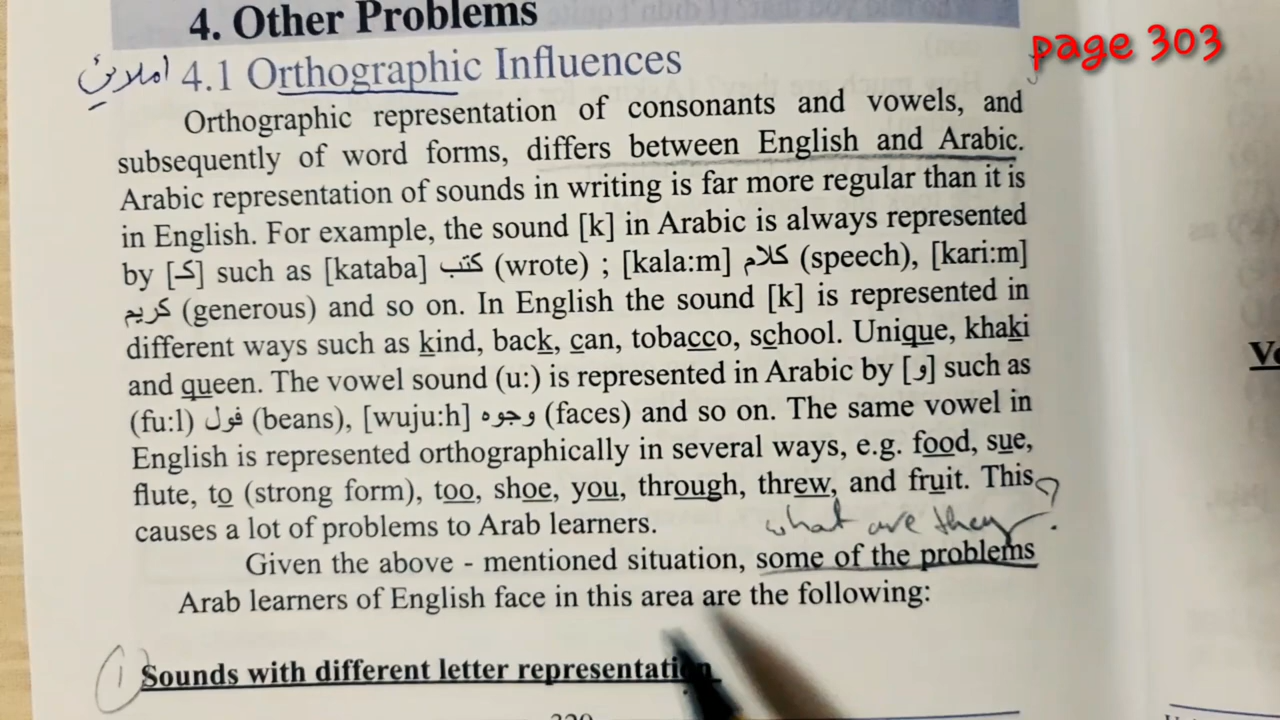 4. Other Problems
page 303
املائي 4.1 Orthographic Influences
Orthographic representation of consonants and vowels, and
subsequently of word forms, differs between English and Arabic.
Arabic representation of sounds in writing is far more regular than it is
in English. For example, the sound [k] in Arabic is always represented
by [كـ] such as [kataba] كتب (wrote) ; [kala:m] كلام (speech), [kari:m]
كريم (generous) and so on. In English the sound [k] is represented in
different ways such as kind, back, can, tobacco, school. Unique, khaki
and queen. The vowel sound (u:) is represented in Arabic by [و] such as
(fu:l) فول (beans), [wuju:h] وجوه (faces) and so on. The same vowel in
English is represented orthographically in several ways, e.g. food, sue,
flute, to (strong form), too, shoe, you, through, threw, and fruit. This
causes a lot of problems to Arab learners.
what are they?
Given the above - mentioned situation, some of the problems
Arab learners of English face in this area are the following:
1 Sounds with different letter representation